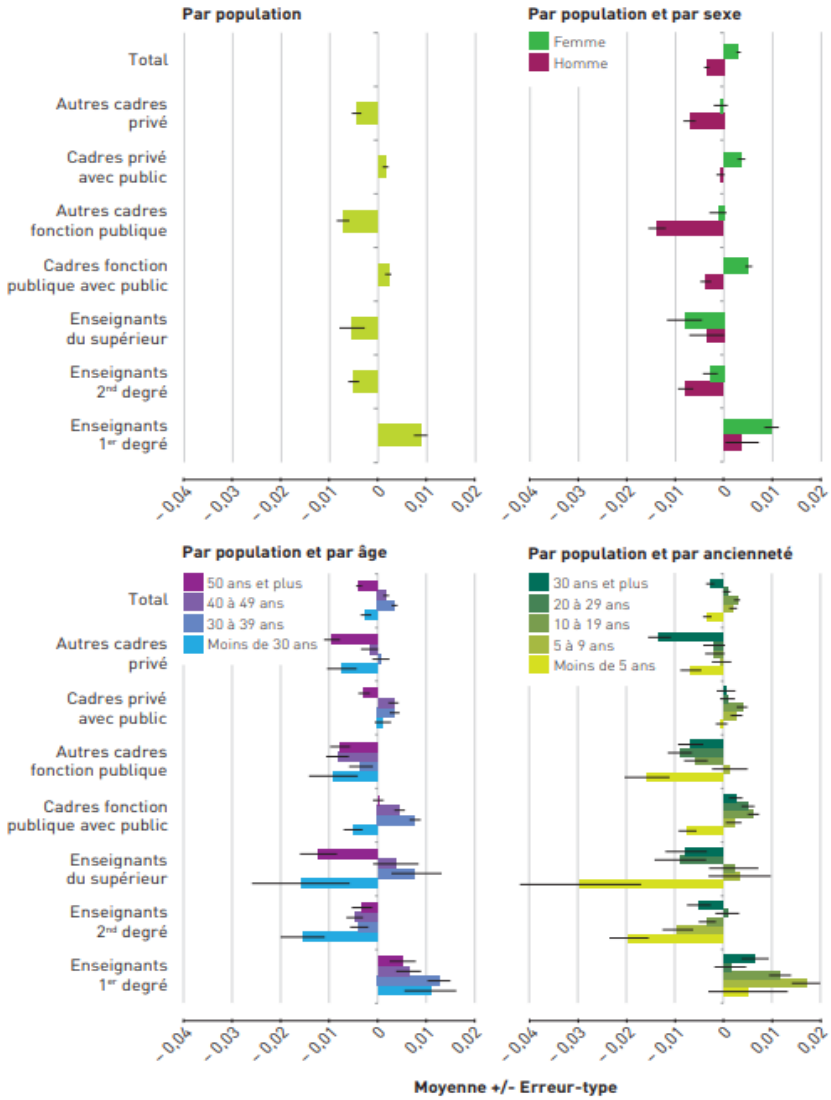 Par population
Total
Autres cadres
privé
Cadres privé
avec public
Autres cadres
fonction publique
Cadres fonction
publique avec public
Enseignants
du supérieur
Enseignants
2nd degré
Enseignants
1er degré
– 0,04
– 0,03
– 0,02
– 0,01
0
0,01
0,02
Par population et par sexe
Femme
Homme
– 0,04
– 0,03
– 0,02
– 0,01
0
0,01
0,02
Par population et par âge
50 ans et plus
40 à 49 ans
30 à 39 ans
Moins de 30 ans
Total
Autres cadres
privé
Cadres privé
avec public
Autres cadres
fonction publique
Cadres fonction
publique avec public
Enseignants
du supérieur
Enseignants
2nd degré
Enseignants
1er degré
– 0,04
– 0,03
– 0,02
– 0,01
0
0,01
0,02
Par population et par ancienneté
30 ans et plus
20 à 29 ans
10 à 19 ans
5 à 9 ans
Moins de 5 ans
– 0,04
– 0,03
– 0,02
– 0,01
0
0,01
0,02
Moyenne +/- Erreur-type